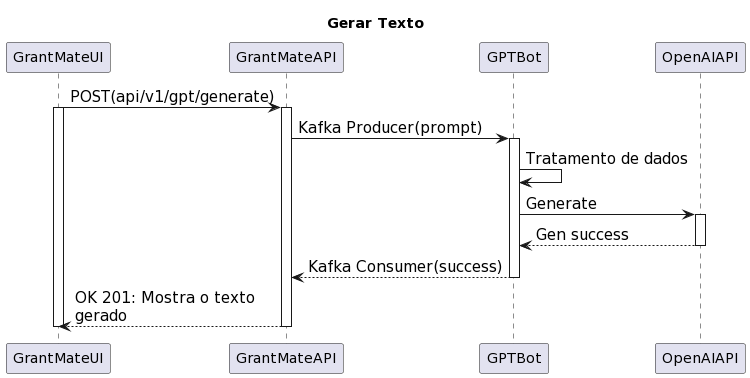 Gerar Texto
GrantMateUI
GrantMateAPI
GPTBot
OpenAIAPI
POST(api/v1/gpt/generate)
Kafka Producer(prompt)
Tratamento de dados
Generate
Gen success
Kafka Consumer(success)
OK 201: Mostra o texto
gerado
GrantMateUI
GrantMateAPI
GPTBot
OpenAIAPI